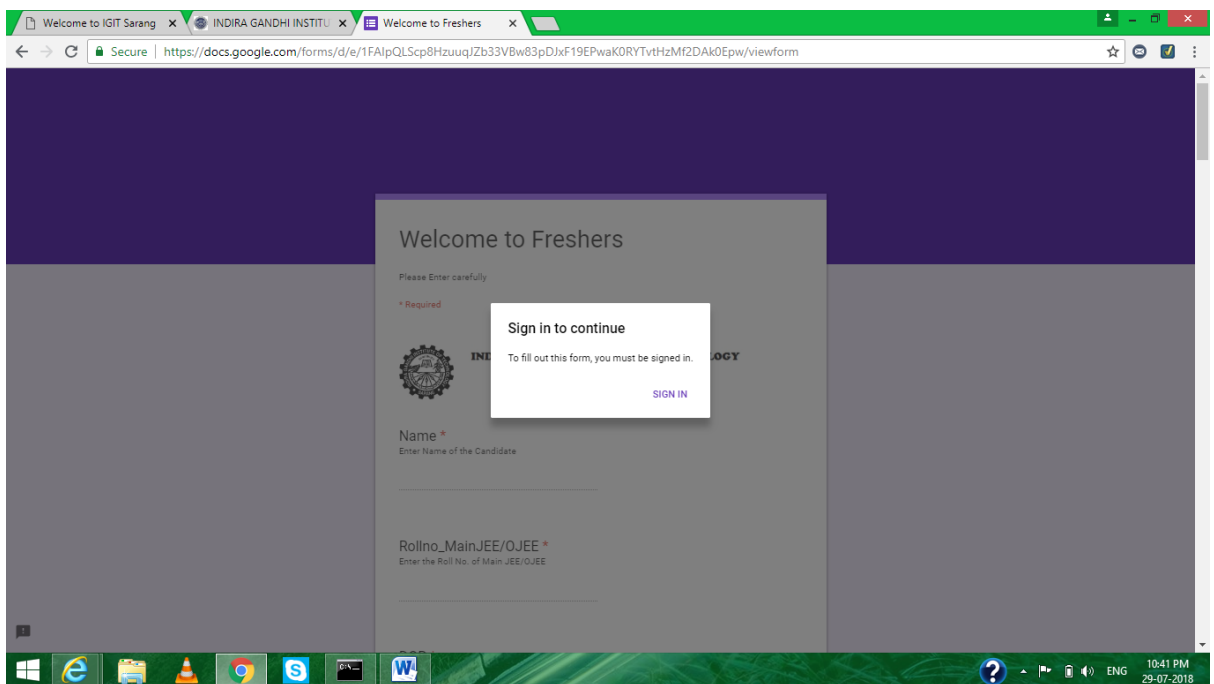 Welcome to IGIT Sarang
INDIRA GANDHI INSTITU
Welcome to Freshers
Secure
https://docs.google.com/forms/d/e/1FAIpQLScp8HzuuqJZb33VBw83pDJxF19EPwaK0RYTvtHzMf2DAk0Epw/viewform
Welcome to Freshers
Please Enter carefully
* Required
Sign in to continue
To fill out this form, you must be signed in.
SIGN IN
IND
LOGY
Name *
Enter Name of the Candidate
Rollno_MainJEE/OJEE *
Enter the Roll No. of Main JEE/OJEE
ENG
10:41 PM
29-07-2018